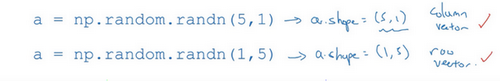 a = np.random.randn(5,1) → a.shape = (5,1) column vector ✓
a = np.random.randn(1,5) → a.shape = (1,5) row vector. ✓